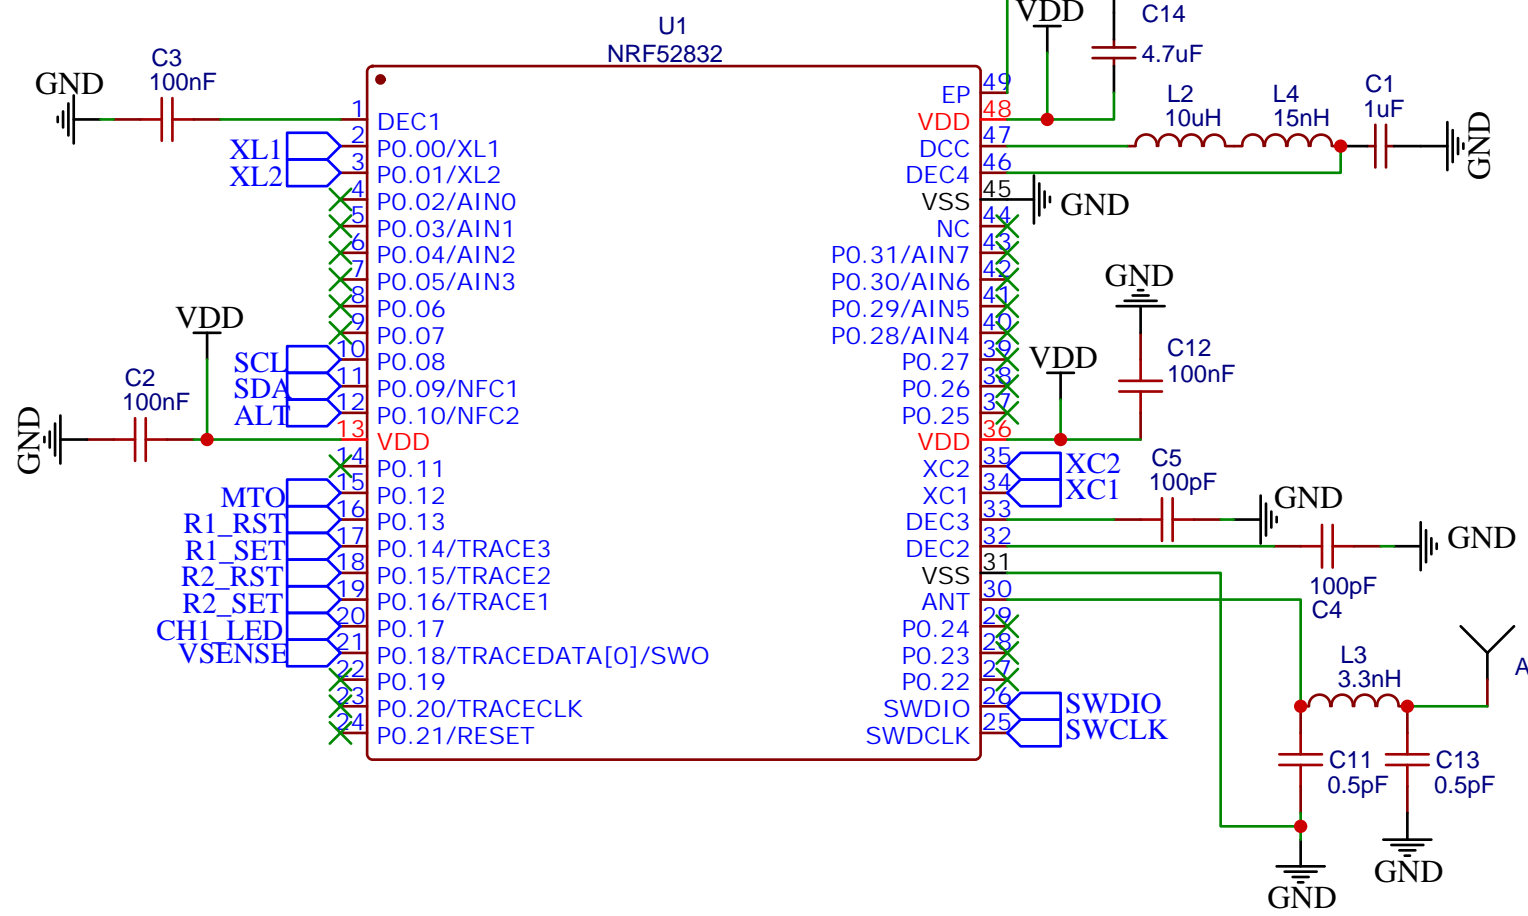 U1
NRF52832
C3
100nF
GND
VDD
C14
4.7uF
L2
10uH
L4
15nH
C1
1uF
GND
1
DEC1
XL1
2
P0.00/XL1
XL2
3
P0.01/XL2
4
P0.02/AIN0
5
P0.03/AIN1
6
P0.04/AIN2
7
P0.05/AIN3
8
P0.06
9
P0.07
VDD
SCL
10
P0.08
SDA
11
P0.09/NFC1
ALT
12
P0.10/NFC2
C2
100nF
GND
13
VDD
14
P0.11
MTO
15
P0.12
R1_RST
16
P0.13
R1_SET
17
P0.14/TRACE3
R2_RST
18
P0.15/TRACE2
R2_SET
19
P0.16/TRACE1
CH1_LED
20
P0.17
VSENSE
21
P0.18/TRACEDATA[0]/SWO
22
P0.19
23
P0.20/TRACECLK
24
P0.21/RESET
EP
49
VDD
48
DCC
47
DEC4
46
VSS
45
GND
NC
44
P0.31/AIN7
43
P0.30/AIN6
42
P0.29/AIN5
41
P0.28/AIN4
40
P0.27
39
P0.26
38
P0.25
37
VDD
36
GND
VDD
C12
100nF
XC2
35
XC2
XC1
34
XC1
DEC3
33
C5
100pF
GND
DEC2
32
100pF
C4
GND
VSS
31
ANT
30
P0.24
29
P0.23
28
P0.22
27
SWDIO
26
SWDIO
SWDCLK
25
SWCLK
L3
3.3nH
A
C11
0.5pF
C13
0.5pF
GND
GND